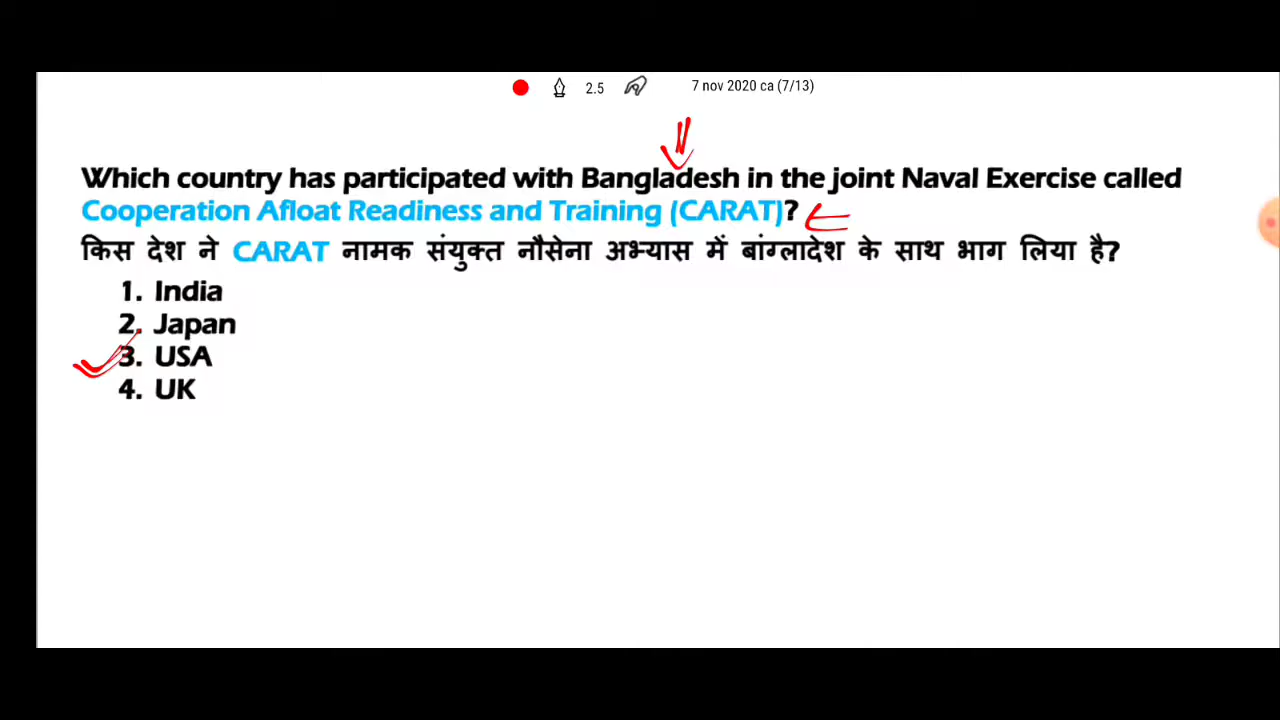 2.5 7 nov 2020 ca (7/13)
Which country has participated with Bangladesh in the joint Naval Exercise called
Cooperation Afloat Readiness and Training (CARAT)?
किस देश ने CARAT नामक संयुक्त नौसेना अभ्यास में बांग्लादेश के साथ भाग लिया है?
1. India
2. Japan
3. USA
4. UK